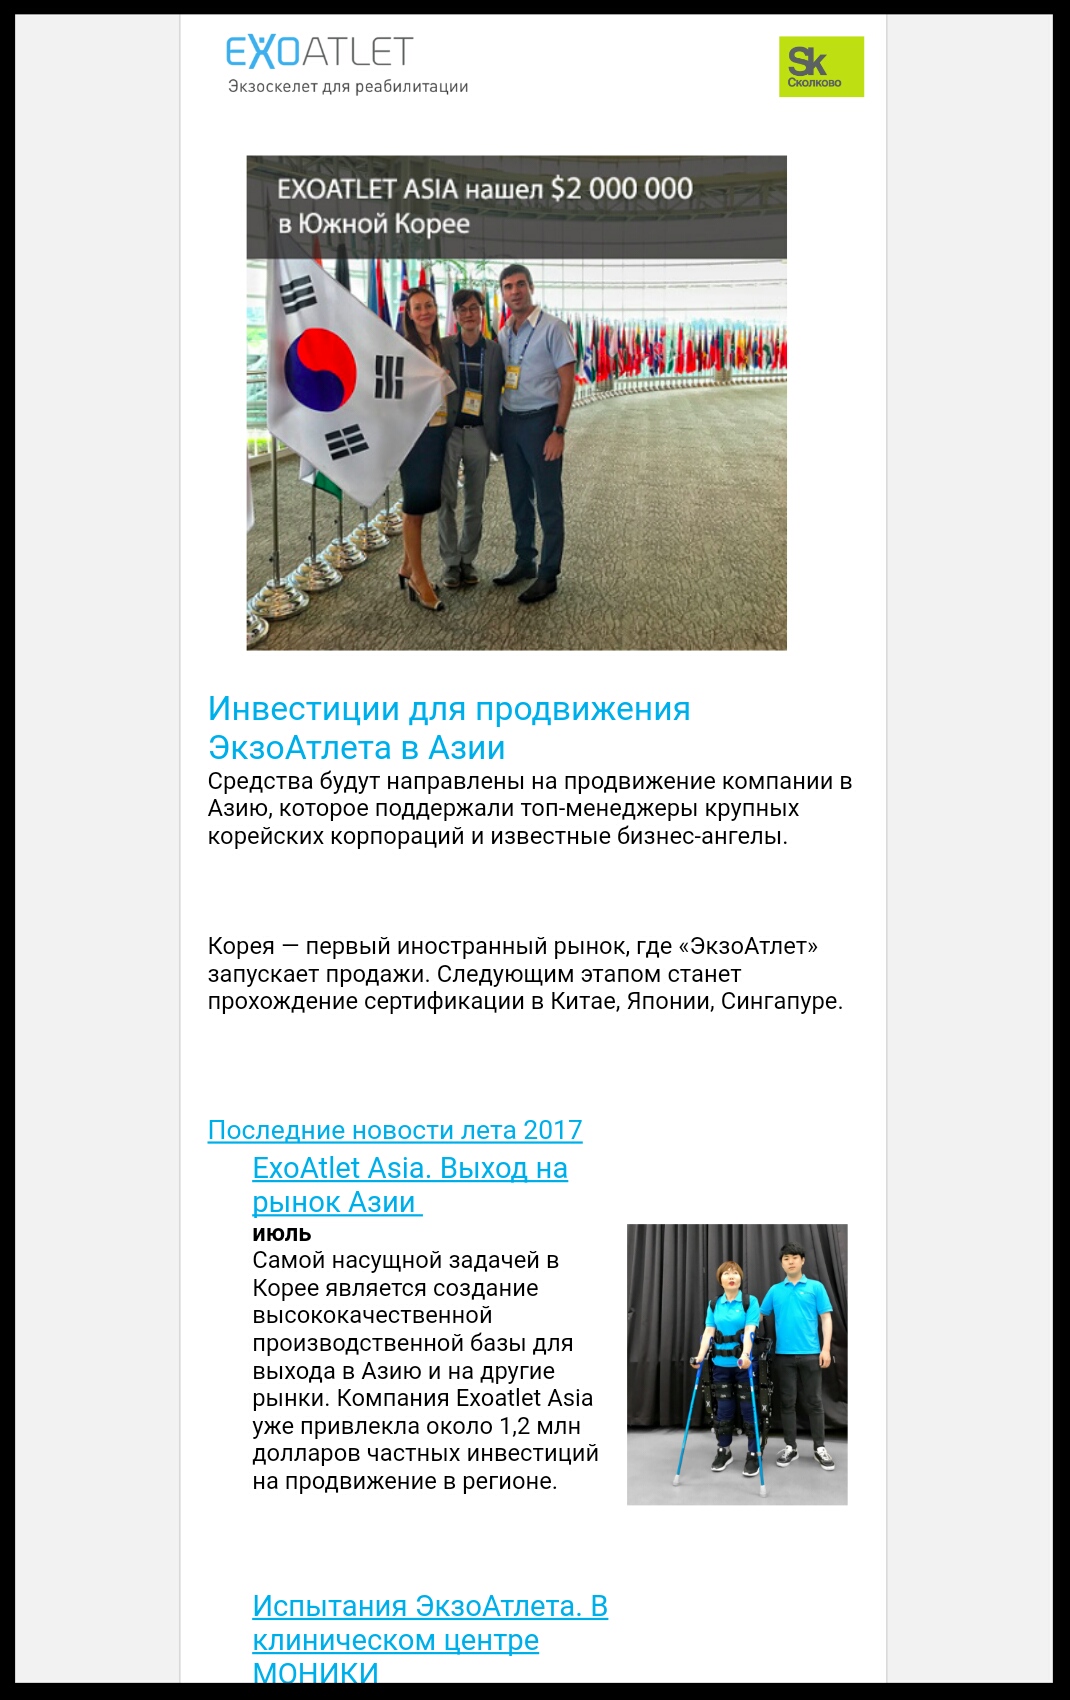 EXOATLET
Экзоскелет для реабилитации
Sk
Сколково
EXOATLET ASIA нашел $2 000 000
в Южной Корее
Инвестиции для продвижения
ЭкзоАтлета в Азии
Средства будут направлены на продвижение компании в
Азию, которое поддержали топ-менеджеры крупных
корейских корпораций и известные бизнес-ангелы.
Корея — первый иностранный рынок, где «ЭкзоАтлет»
запускает продажи. Следующим этапом станет
прохождение сертификации в Китае, Японии, Сингапуре.
Последние новости лета 2017
ExoAtlet Asia. Выход на
рынок Азии
июль
Самой насущной задачей в
Корее является создание
высококачественной
производственной базы для
выхода в Азию и на другие
рынки. Компания Exoatlet Asia
уже привлекла около 1,2 млн
долларов частных инвестиций
на продвижение в регионе.
Испытания ЭкзоАтлета. В
клиническом центре
МОНИКИ